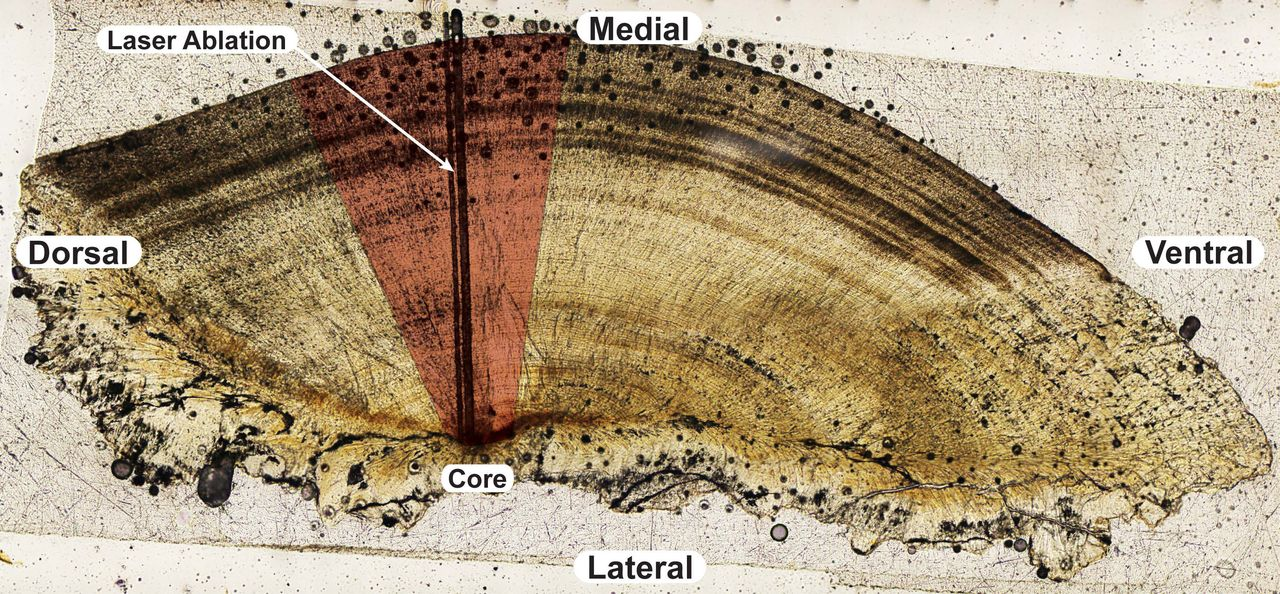 Medial
Laser Ablation
Dorsal
Ventral
Core
Lateral